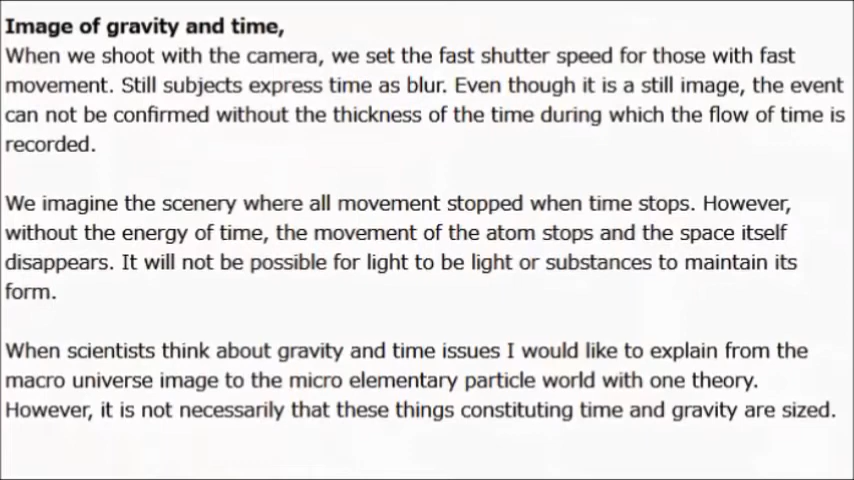 Image of gravity and time,
When we shoot with the camera, we set the fast shutter speed for those with fast
movement. Still subjects express time as blur. Even though it is a still image, the event
can not be confirmed without the thickness of the time during which the flow of time is
recorded.
We imagine the scenery where all movement stopped when time stops. However,
without the energy of time, the movement of the atom stops and the space itself
disappears. It will not be possible for light to be light or substances to maintain its
form.
When scientists think about gravity and time issues I would like to explain from the
macro universe image to the micro elementary particle world with one theory.
However, it is not necessarily that these things constituting time and gravity are sized.